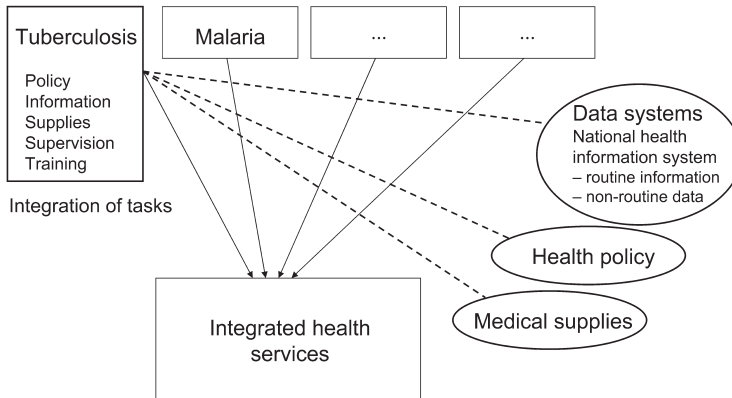 Tuberculosis
Policy
Information
Supplies
Supervision
Training
Malaria
...
...
Integration of tasks
Data systems
National health
information system
– routine information
– non-routine data
Health policy
Medical supplies
Integrated health
services